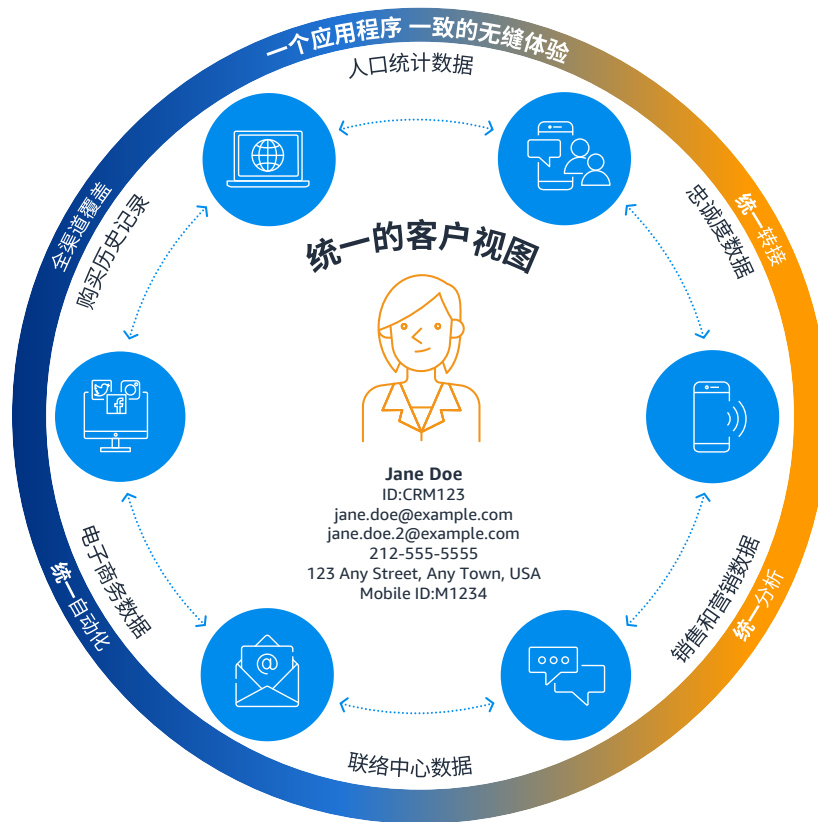 一个应用程序 一致的无缝体验
人口统计数据
全渠道覆盖
购买历史记录
忠诚度数据
统一转接
统一的客户视图
Jane Doe
ID:CRM123
jane.doe@example.com
jane.doe.2@example.com
212-555-5555
123 Any Street, Any Town, USA
Mobile ID:M1234
@
电子商务数据
统一自动化
销售和营销数据
统一分析
联络中心数据